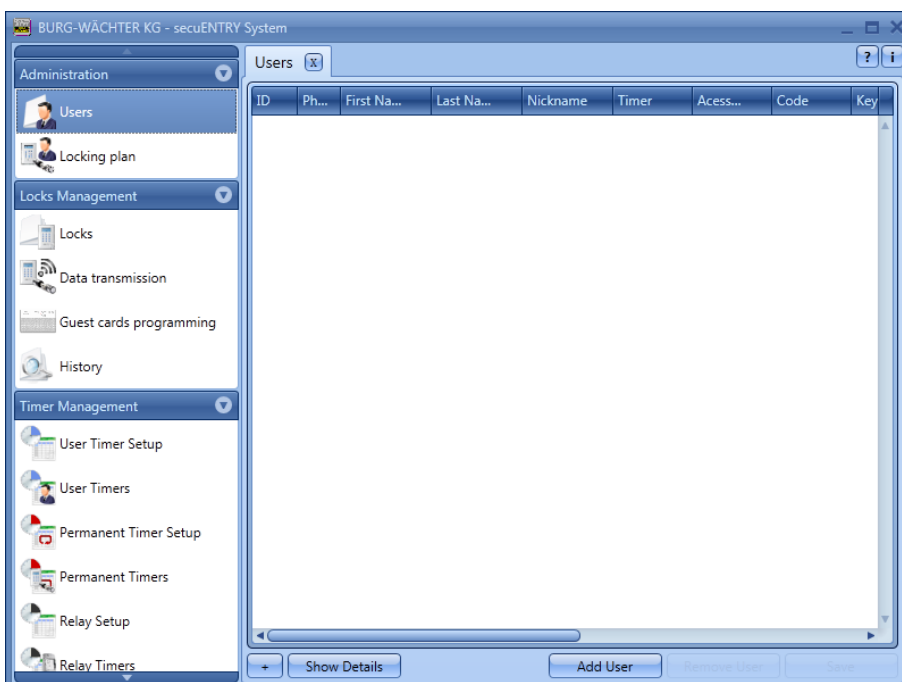 BURG-WÄCHTER KG - secuENTRY System
Administration
Users
Locking plan
Locks Management
Locks
Data transmission
Guest cards programming
History
Timer Management
User Timer Setup
User Timers
Permanent Timer Setup
Permanent Timers
Relay Setup
Relay Timers
Users x ? i
ID Ph... First Na... Last Na... Nickname Timer Acess... Code Key
+ Show Details Add User Remove User Save